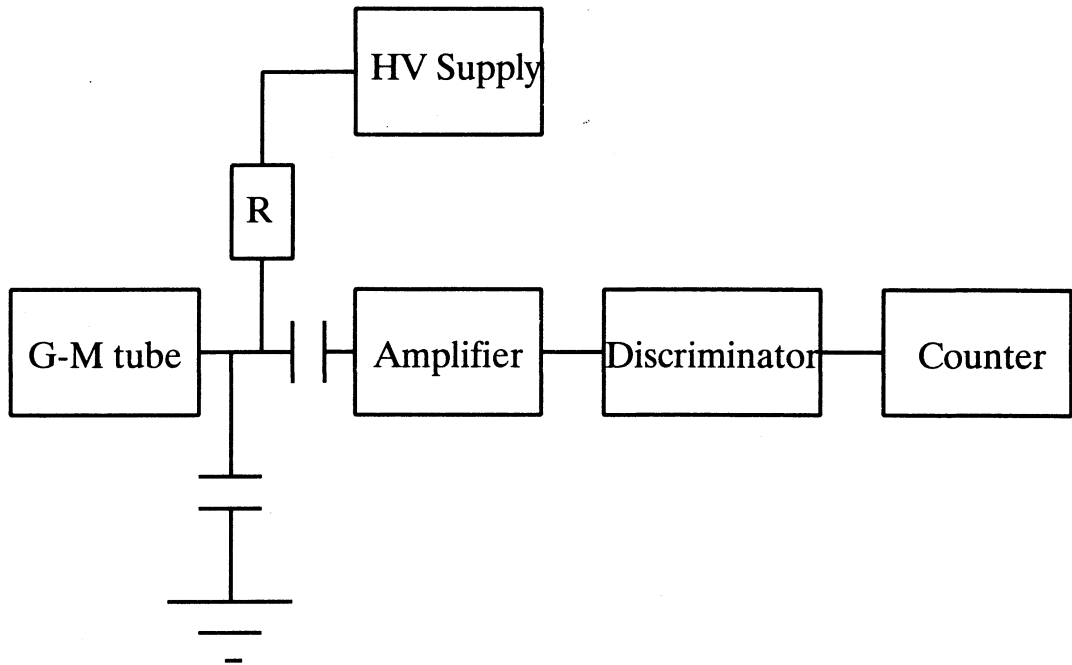 HV Supply
R
G-M tube
Amplifier
Discriminator
Counter